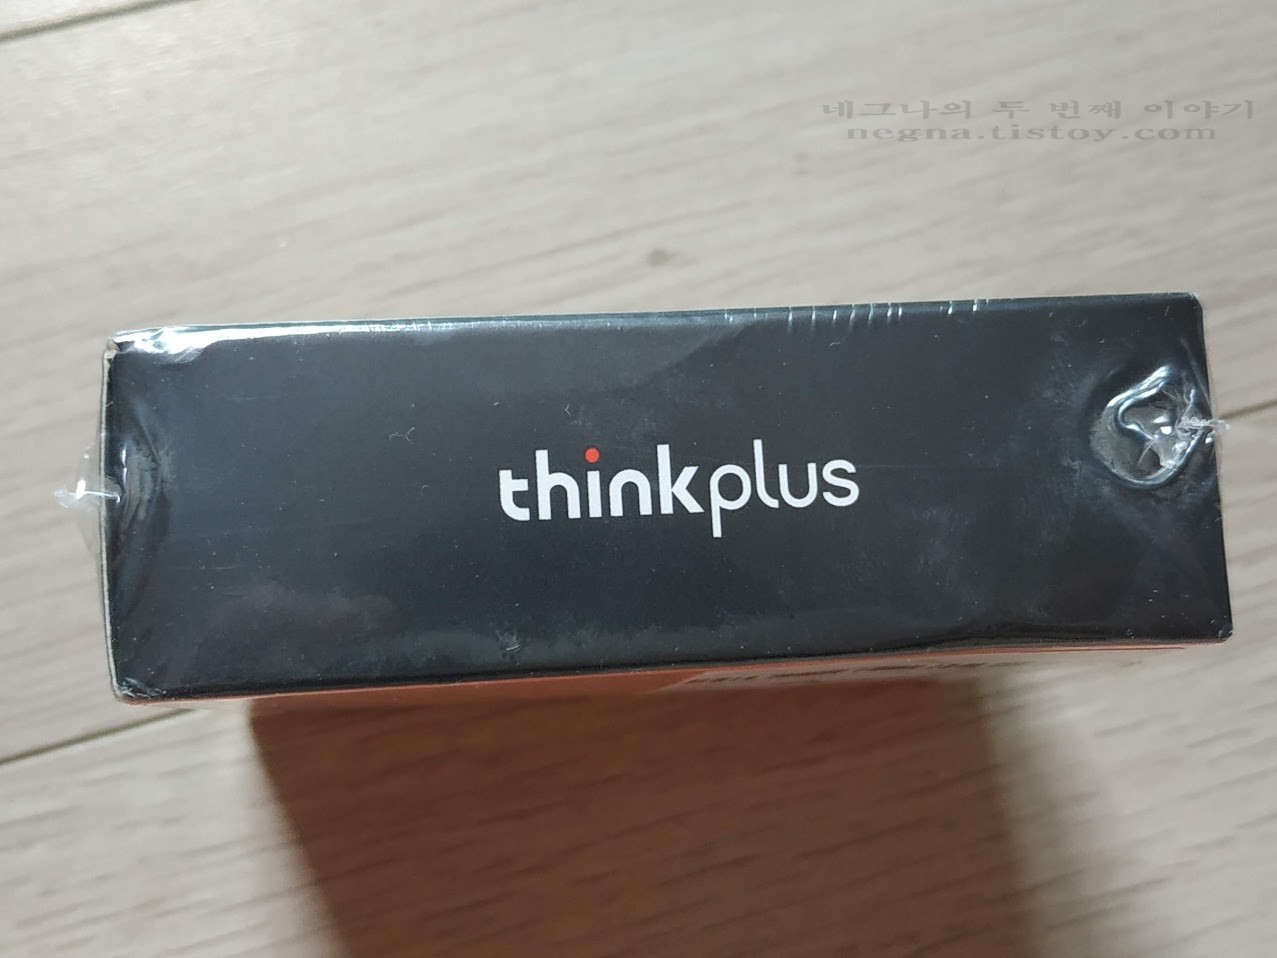 네그나의 두 번째 이야기
negna.tistoy.com
thinkplus